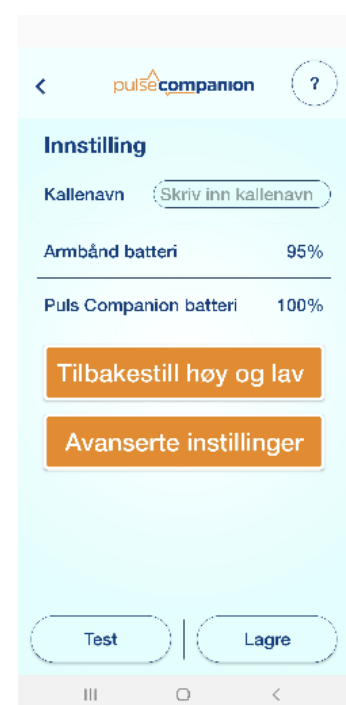 pulsecompanion
?
Innstilling
Kallenavn Skriv inn kallenavn
Armbånd batteri 95%
Puls Companion batteri 100%
Tilbakestill høy og lav
Avanserte instillinger
Test Lagre